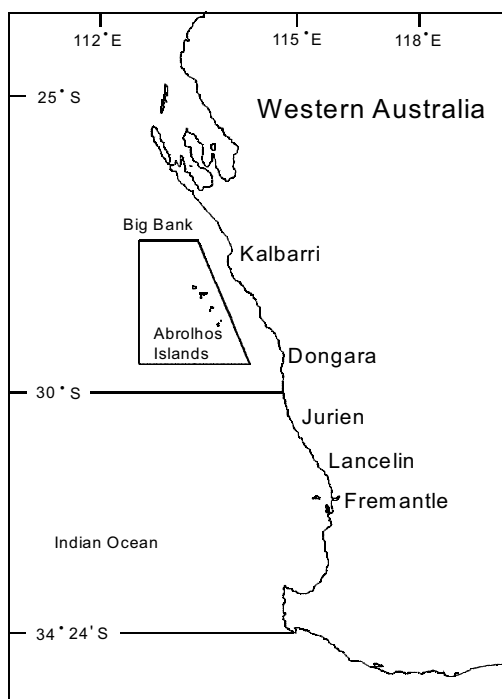 112°E
115°E
118°E
25°S
Western Australia
Big Bank
Kalbarri
Abrolhos
Islands
Dongara
30°S
Jurien
Lancelin
Fremantle
Indian Ocean
34°24'S